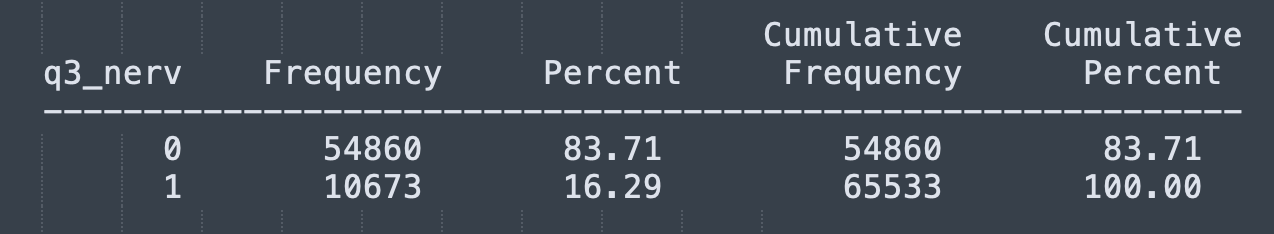 Cumulative Cumulative
q3_nerv Frequency Percent Frequency Percent
------------------------------------------------------------
0 54860 83.71 54860 83.71
1 10673 16.29 65533 100.00